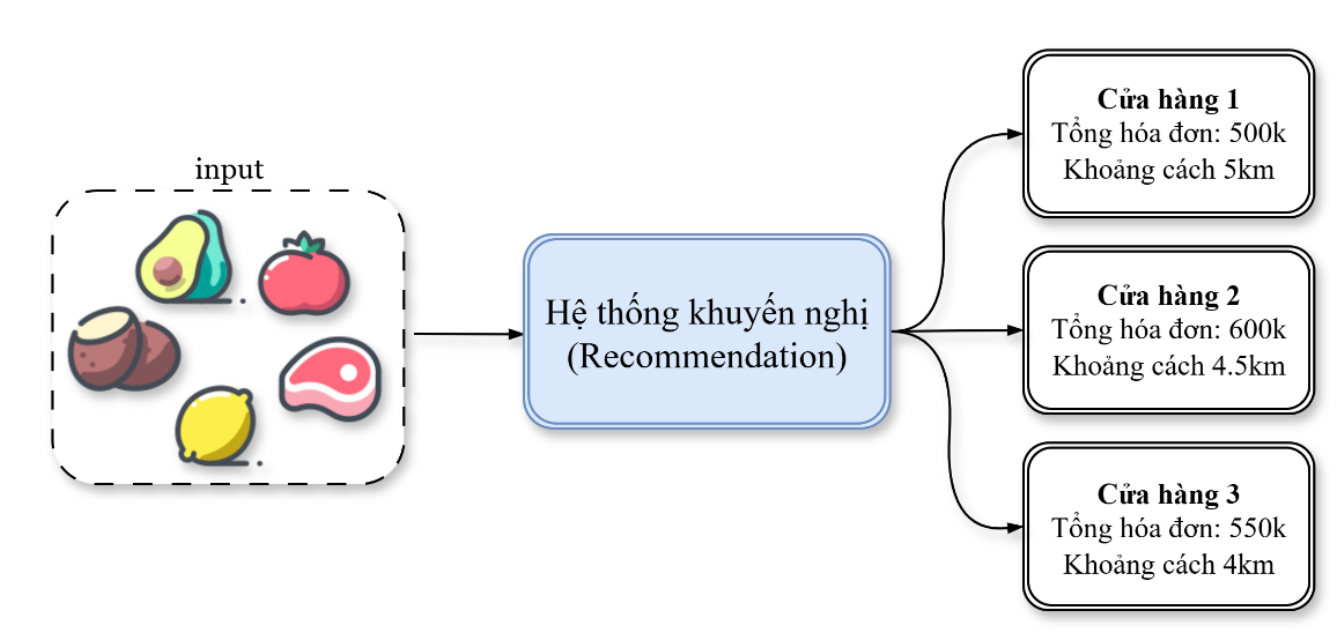 input
Hệ thống khuyến nghị
(Recommendation)
Cửa hàng 1
Tổng hóa đơn: 500k
Khoảng cách 5km
Cửa hàng 2
Tổng hóa đơn: 600k
Khoảng cách 4.5km
Cửa hàng 3
Tổng hóa đơn: 550k
Khoảng cách 4km